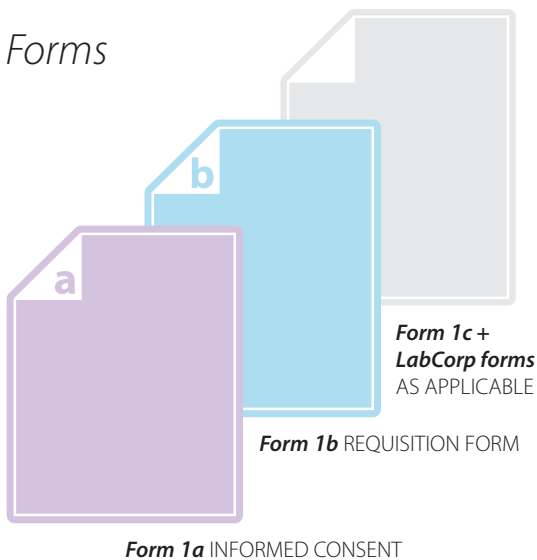 Forms
b
a
Form 1c +
LabCorp forms
AS APPLICABLE
Form 1b REQUISITION FORM
Form 1a INFORMED CONSENT